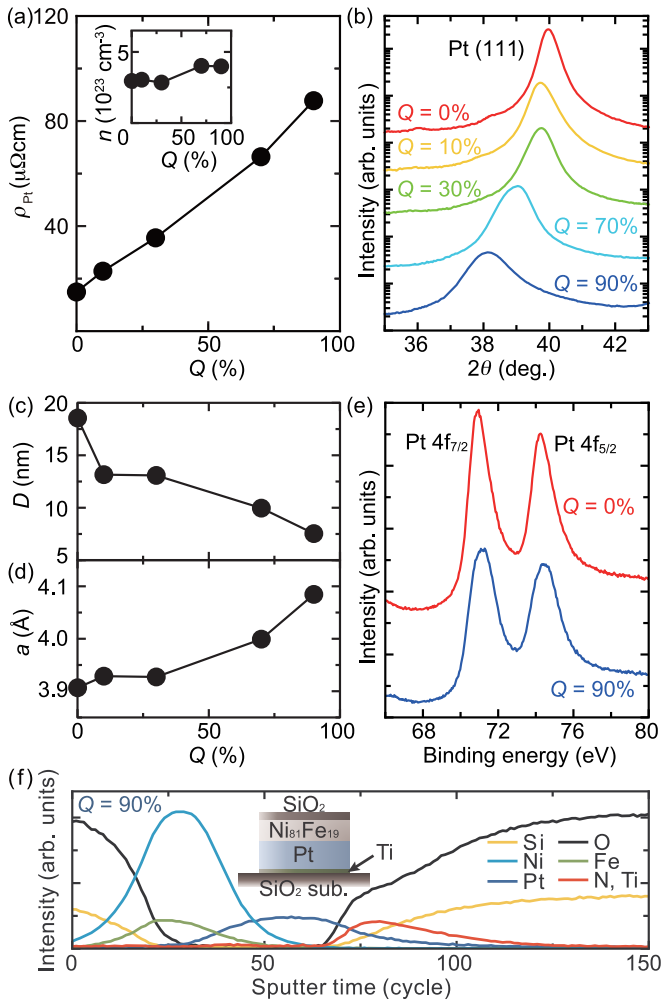 (a)
120
80
40
ρPt (μΩcm)
0
50
100
Q (%)
5
0
n (10²³ cm⁻³)
0
50
100
Q (%)
(b)
Pt (111)
Q = 0%
Q = 10%
Q = 30%
Q = 70%
Q = 90%
Intensity (arb. units)
36
38
40
42
2θ (deg.)
(c)
20
15
10
5
D (nm)
(d)
4.1
4.0
3.9
a (Å)
0
50
100
Q (%)
(e)
Pt 4f7/2
Pt 4f5/2
Q = 0%
Q = 90%
Intensity (arb. units)
68
72
76
80
Binding energy (eV)
(f)
Q = 90%
Intensity (arb. units)
SiO₂
Ni₈₁Fe₁₉
Pt
Ti
SiO₂ sub.
Si
O
Ni
Fe
Pt
N, Ti
0
50
100
150
Sputter time (cycle)